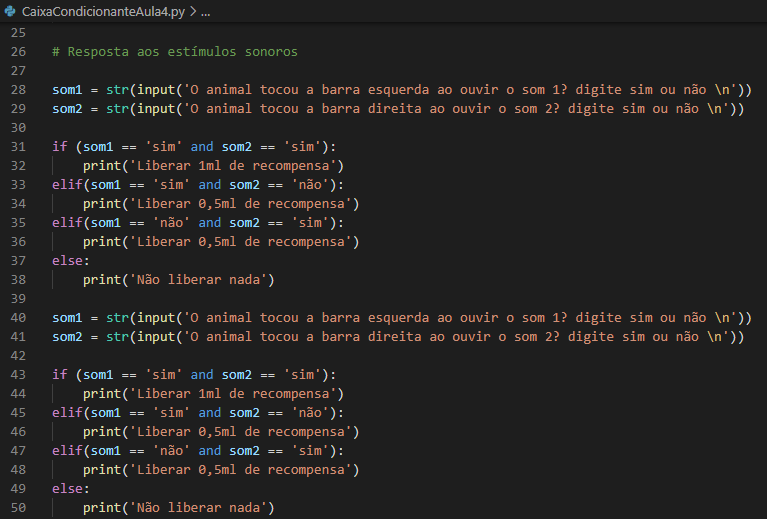 CaixaCondicionanteAula4.py > ...
25
26 # Resposta aos estímulos sonoros
27
28 som1 = str(input('O animal tocou a barra esquerda ao ouvir o som 1? digite sim ou não \n'))
29 som2 = str(input('O animal tocou a barra direita ao ouvir o som 2? digite sim ou não \n'))
30
31 if (som1 == 'sim' and som2 == 'sim'):
32     print('Liberar 1ml de recompensa')
33 elif(som1 == 'sim' and som2 == 'não'):
34     print('Liberar 0,5ml de recompensa')
35 elif(som1 == 'não' and som2 == 'sim'):
36     print('Liberar 0,5ml de recompensa')
37 else:
38     print('Não liberar nada')
39
40 som1 = str(input('O animal tocou a barra esquerda ao ouvir o som 1? digite sim ou não \n'))
41 som2 = str(input('O animal tocou a barra direita ao ouvir o som 2? digite sim ou não \n'))
42
43 if (som1 == 'sim' and som2 == 'sim'):
44     print('Liberar 1ml de recompensa')
45 elif(som1 == 'sim' and som2 == 'não'):
46     print('Liberar 0,5ml de recompensa')
47 elif(som1 == 'não' and som2 == 'sim'):
48     print('Liberar 0,5ml de recompensa')
49 else:
50     print('Não liberar nada')